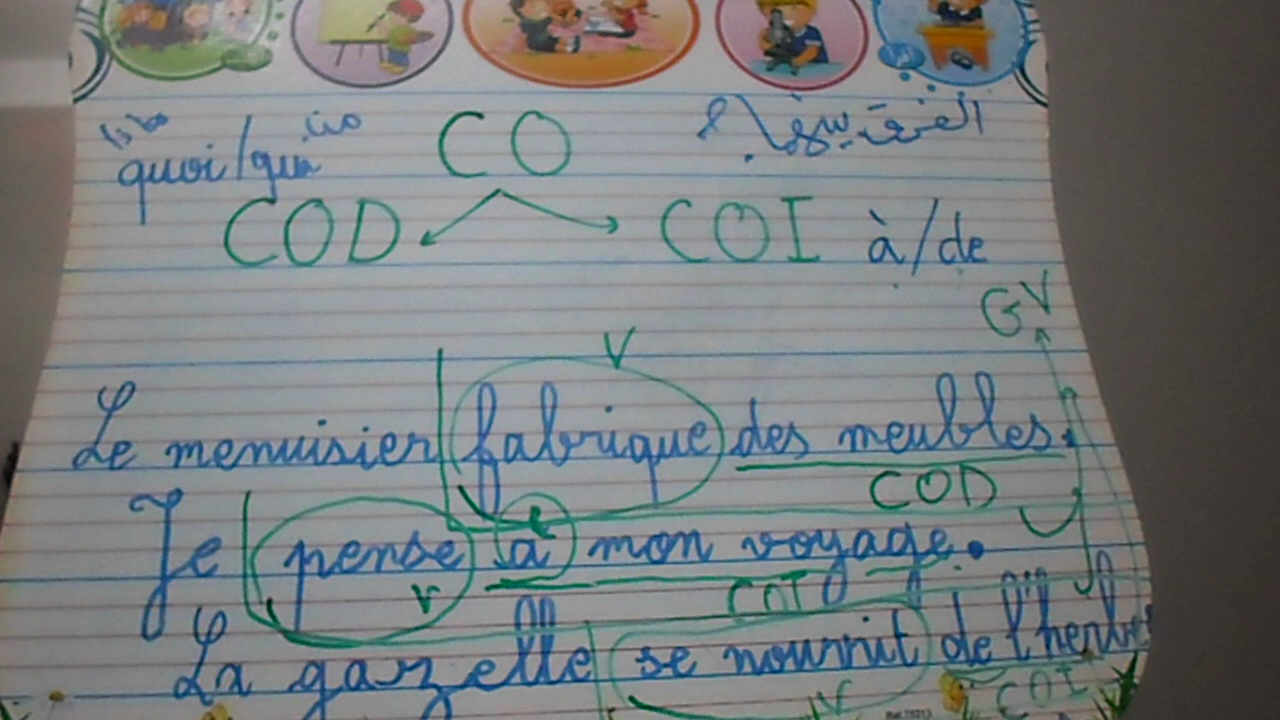 ماذا من CO
quoi/qui
COD COI à/de
GV
V
Le menuisier fabrique des meubles.
COD
Je pense à mon voyage.
V COI
La gazelle se nourrit de l'herbe
V COI